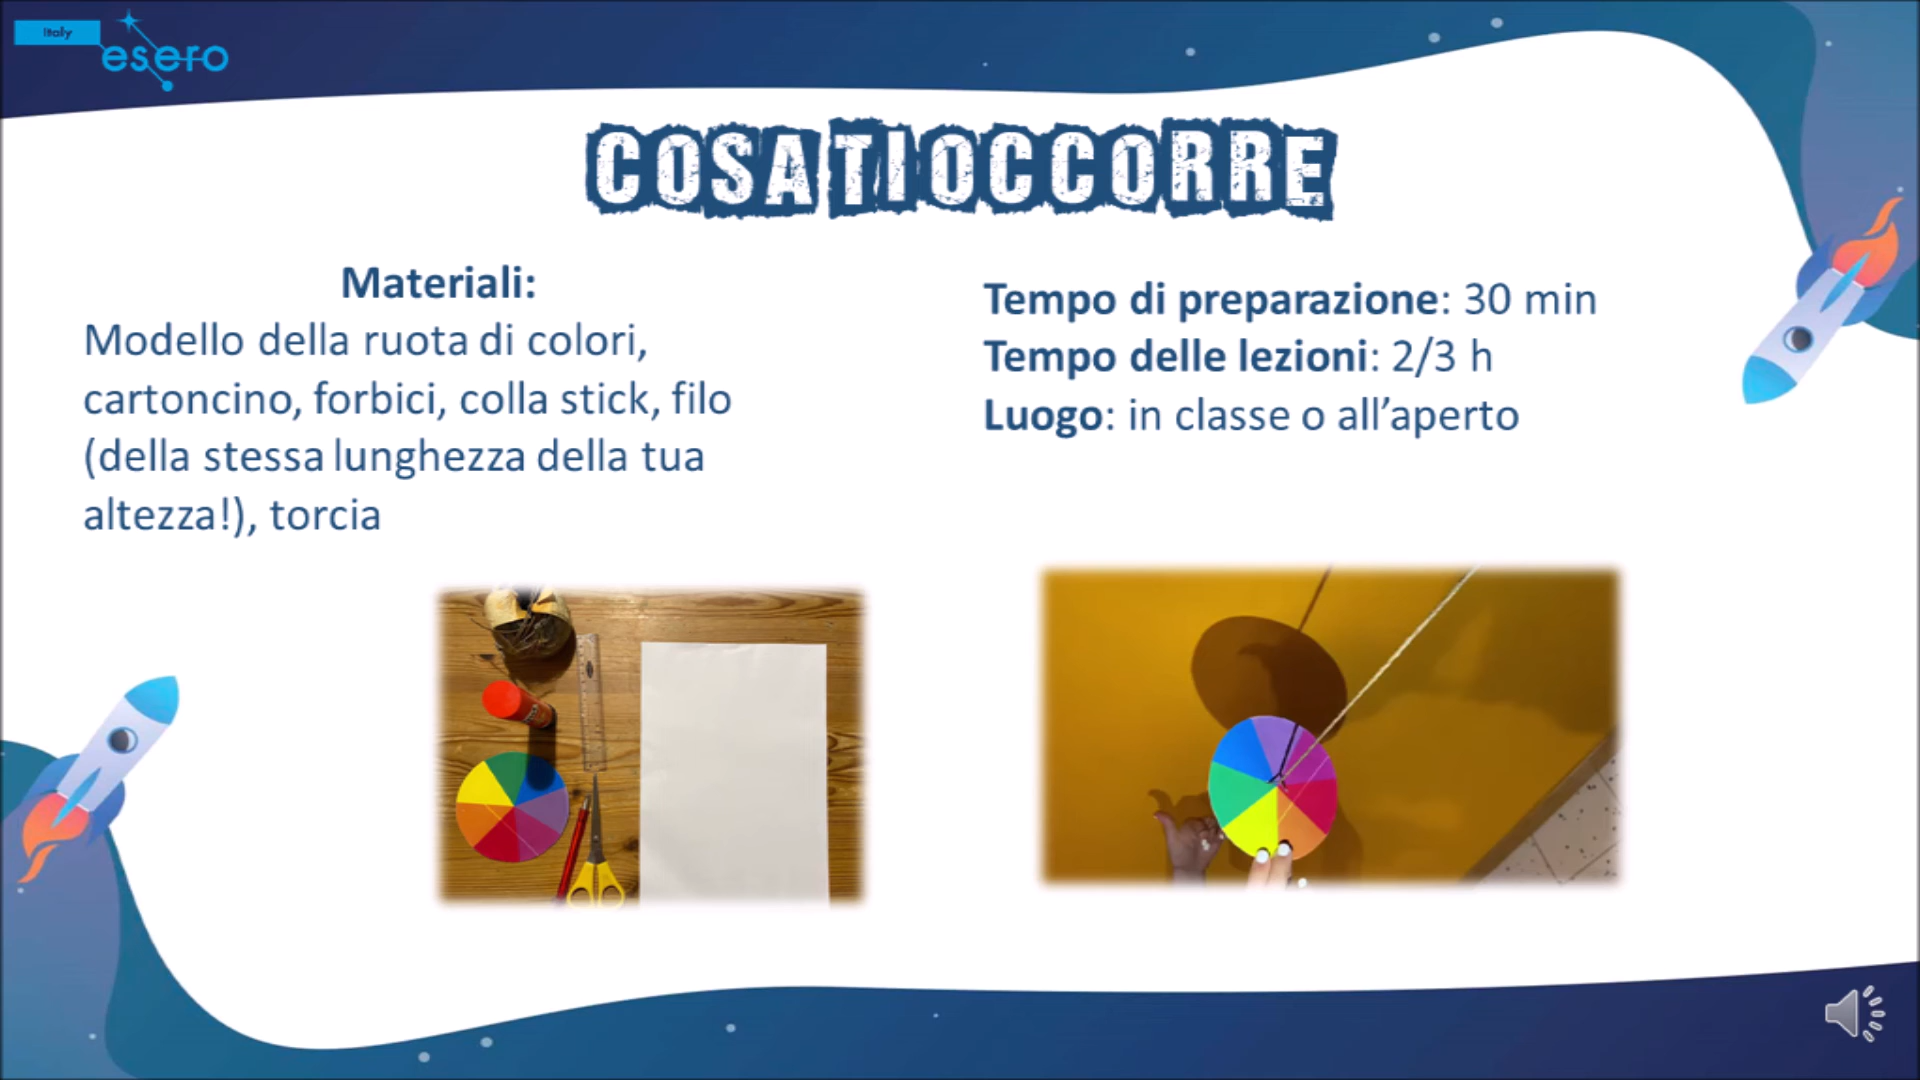 Italy
esero
COSA TI OCCORRE
Materiali:
Modello della ruota di colori,
cartoncino, forbici, colla stick, filo
(della stessa lunghezza della tua
altezza!), torcia
Tempo di preparazione: 30 min
Tempo delle lezioni: 2/3 h
Luogo: in classe o all’aperto